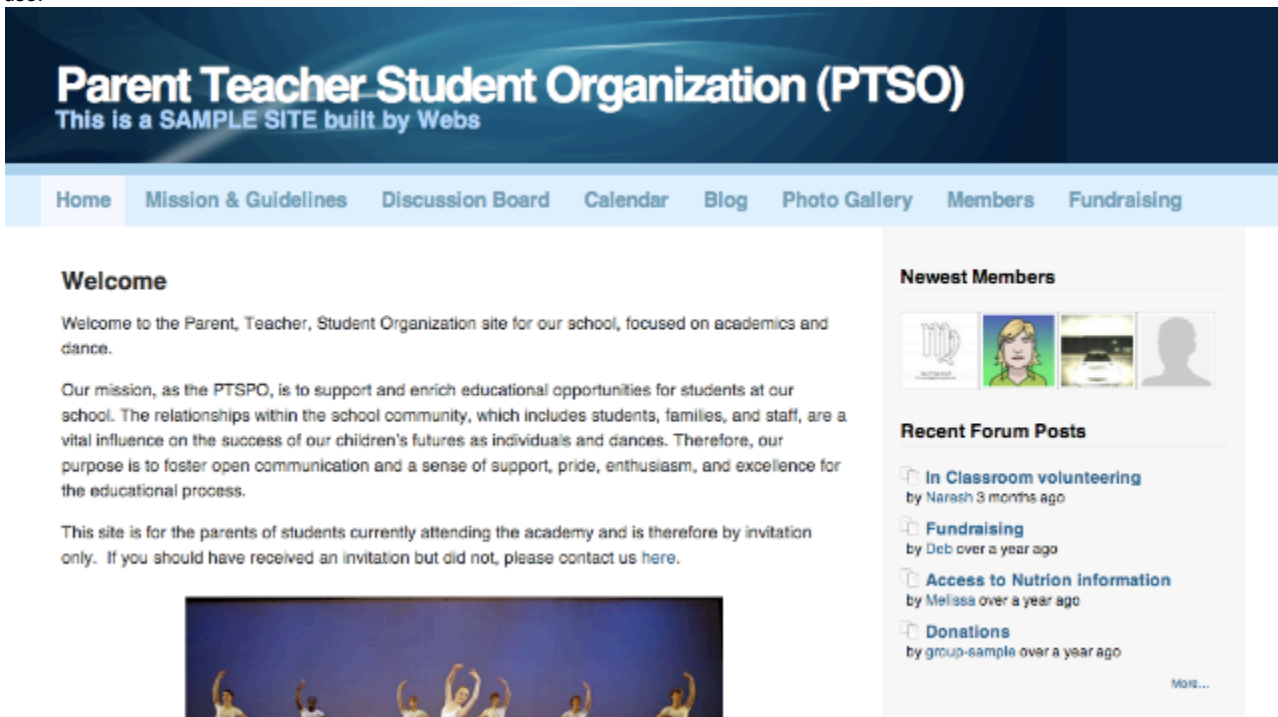 Parent Teacher Student Organization (PTSO)
This is a SAMPLE SITE built by Webs
Home Mission & Guidelines Discussion Board Calendar Blog Photo Gallery Members Fundraising
Welcome
Welcome to the Parent, Teacher, Student Organization site for our school, focused on academics and
dance.
Our mission, as the PTSPO, is to support and enrich educational opportunities for students at our
school. The relationships within the school community, which includes students, families, and staff, are a
vital influence on the success of our children's futures as individuals and dances. Therefore, our
purpose is to foster open communication and a sense of support, pride, enthusiasm, and excellence for
the educational process.
This site is for the parents of students currently attending the academy and is therefore by invitation
only. If you should have received an invitation but did not, please contact us here.
Newest Members
Recent Forum Posts
In Classroom volunteering
by Naresh 3 months ago
Fundraising
by Deb over a year ago
Access to Nutrion information
by Melissa over a year ago
Donations
by group-sample over a year ago
More...